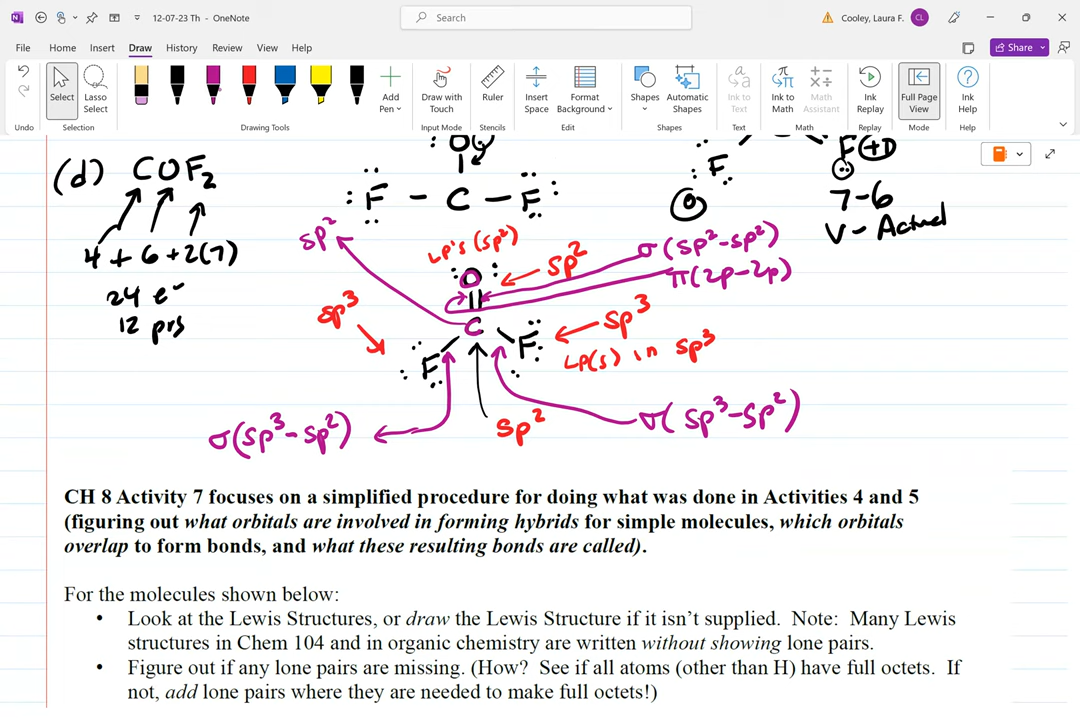 12-07-23 Th - OneNote
Search
Cooley, Laura F.
CL
File Home Insert Draw History Review View Help
Share
Select
Lasso Select
Add Pen
Draw with Touch
Ruler
Insert Space
Format Background
Shapes
Automatic Shapes
Ink to Text
Ink to Math
Math Assistant
Ink Replay
Full Page View
Ink Help
Undo
Selection
Drawing Tools
Input Mode
Stencils
Edit
Shapes
Text
Math
Replay
Mode
Help
(d) COF₂
4 + 6 + 2(7)
24 e⁻
12 prs
:O
:F̈ - C - F̈:
:F
F +D
0
7-6
V - Actual
sp²
LP's (sp²)
:O:
sp²
σ(sp²-sp²)
π(2p-2p)
sp³
C
F
F
sp³
LP(s) in sp³
σ(sp³-sp²)
sp²
σ(sp³-sp²)
CH 8 Activity 7 focuses on a simplified procedure for doing what was done in Activities 4 and 5
(figuring out what orbitals are involved in forming hybrids for simple molecules, which orbitals
overlap to form bonds, and what these resulting bonds are called).
For the molecules shown below:
• Look at the Lewis Structures, or draw the Lewis Structure if it isn't supplied. Note: Many Lewis
structures in Chem 104 and in organic chemistry are written without showing lone pairs.
• Figure out if any lone pairs are missing. (How? See if all atoms (other than H) have full octets. If
not, add lone pairs where they are needed to make full octets!)